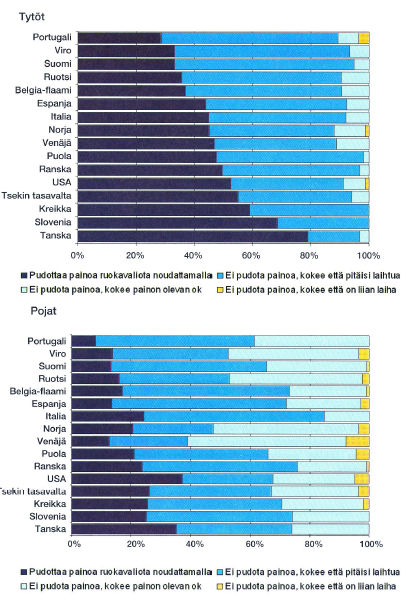 Tytöt
Portugali
Viro
Suomi
Ruotsi
Belgia-flaami
Espanja
Italia
Norja
Venäjä
Puola
Ranska
USA
Tsekin tasavalta
Kreikka
Slovenia
Tanska
0% 20% 40% 60% 80% 100%
Pudottaa painoa ruokavaliota noudattamalla Ei pudota painoa, kokee että pitäisi laihtua
Ei pudota painoa, kokee painon olevan ok Ei pudota painoa, kokee että on liian laiha
Pojat
Portugali
Viro
Suomi
Ruotsi
Belgia-flaami
Espanja
Italia
Norja
Venäjä
Puola
Ranska
USA
Tsekin tasavalta
Kreikka
Slovenia
Tanska
0% 20% 40% 60% 80% 100%
Pudottaa painoa ruokavaliota noudattamalla Ei pudota painoa, kokee että pitäisi laihtua
Ei pudota painoa, kokee painon olevan ok Ei pudota painoa, kokee että on liian laiha